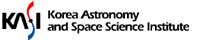 KASI Korea Astronomy
and Space Science Institute